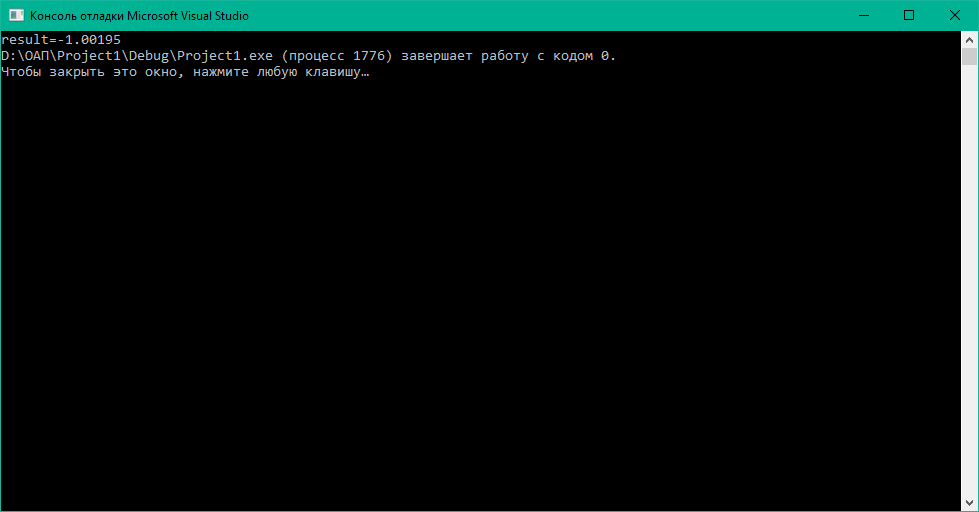 Консоль отладки Microsoft Visual Studio
result=-1.00195
D:\ОАП\Project1\Debug\Project1.exe (процесс 1776) завершает работу с кодом 0.
Чтобы закрыть это окно, нажмите любую клавишу…